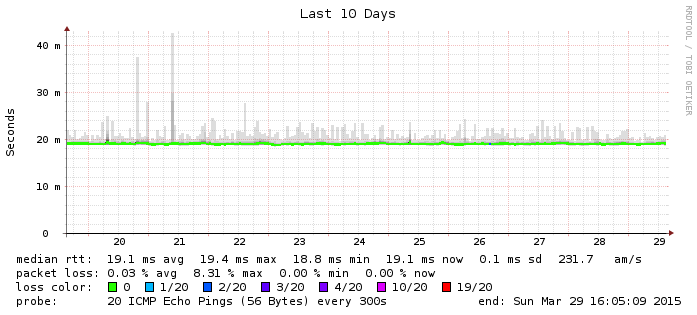 Last 10 Days
RRDTOOL / TOBI OETIKER
Seconds
40 m
30 m
20 m
10 m
0
20 21 22 23 24 25 26 27 28 29
median rtt: 19.1 ms avg 19.4 ms max 18.8 ms min 19.1 ms now 0.1 ms sd 231.7 am/s
packet loss: 0.03 % avg 8.31 % max 0.00 % min 0.00 % now
loss color: 0 1/20 2/20 3/20 4/20 10/20 19/20
probe: 20 ICMP Echo Pings (56 Bytes) every 300s end: Sun Mar 29 16:05:09 2015